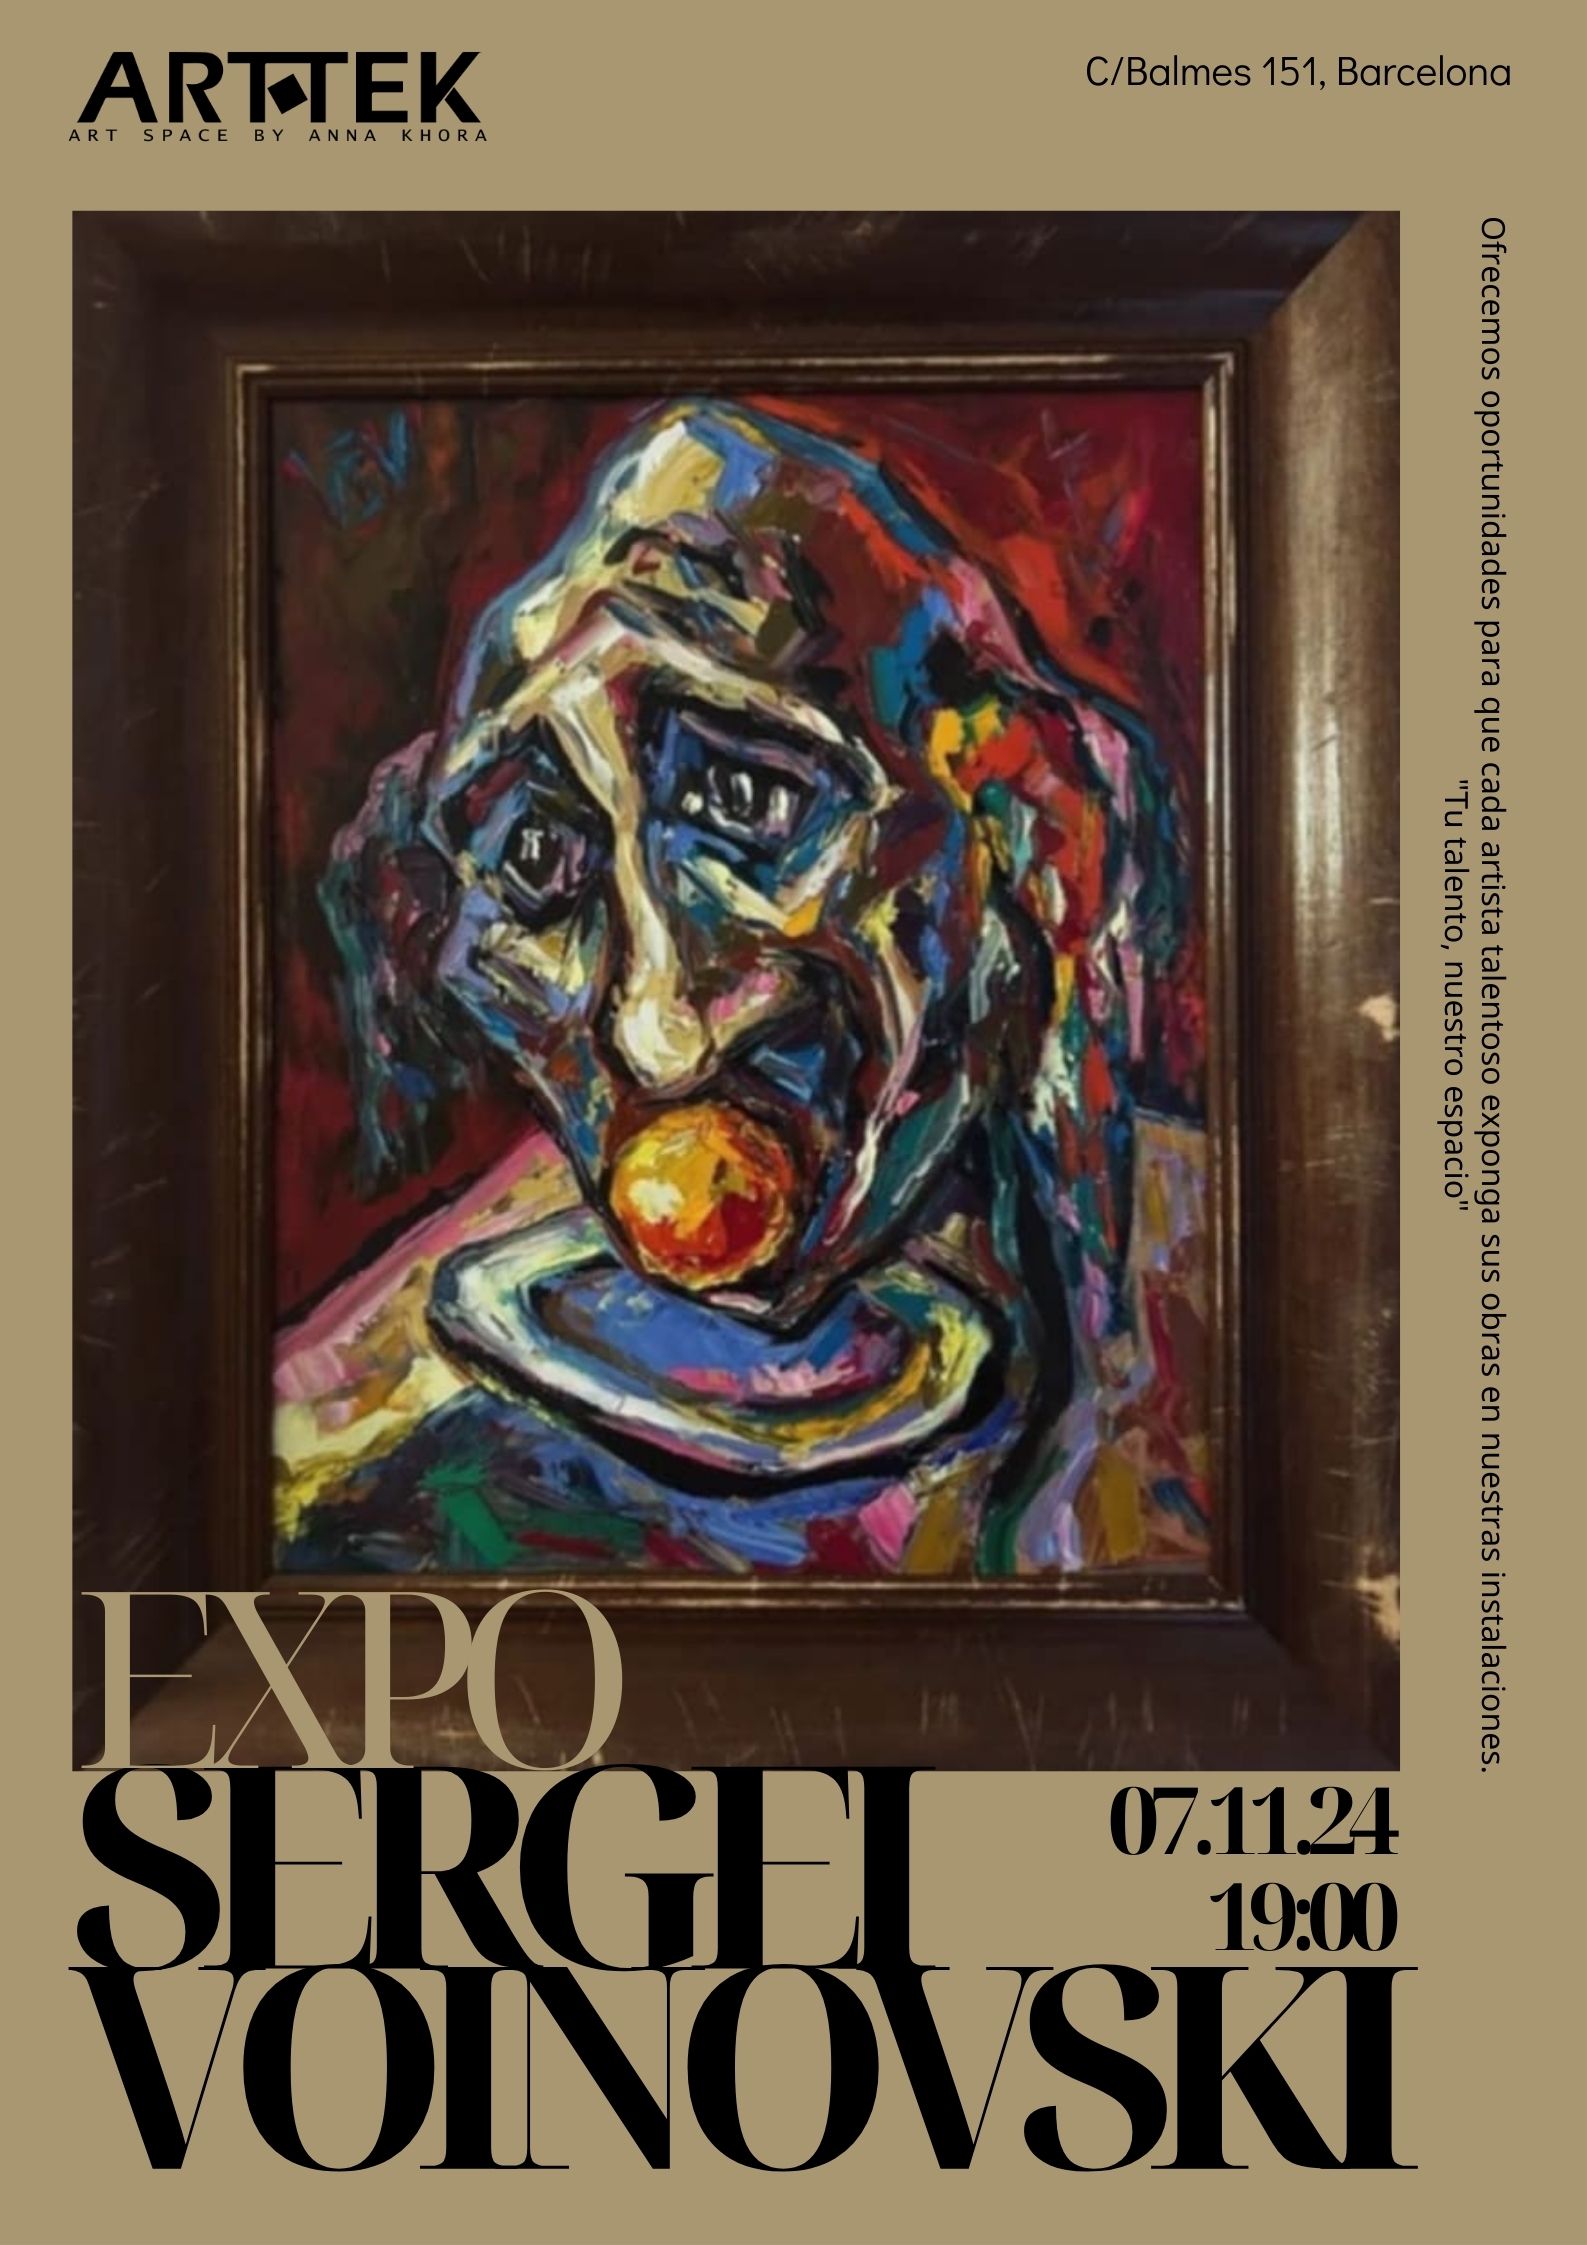 ARTTEK
ART SPACE BY ANNA KHORA
C/Balmes 151, Barcelona
Ofrecemos oportunidades para que cada artista talentoso exponga sus obras en nuestras instalaciones.
"Tu talento, nuestro espacio"
EXPO
SERGEI
VOINOVSKI
07.11.24
19:00